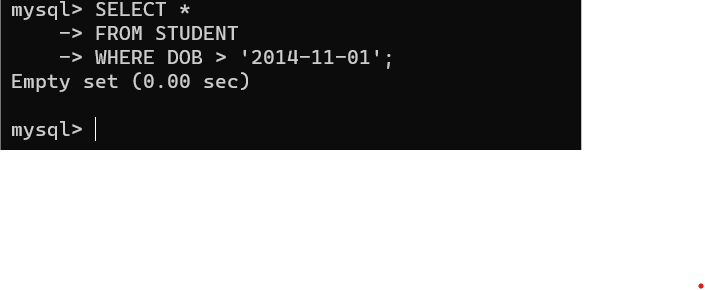 mysql> SELECT *
    -> FROM STUDENT
    -> WHERE DOB > '2014-11-01';
Empty set (0.00 sec)
mysql>